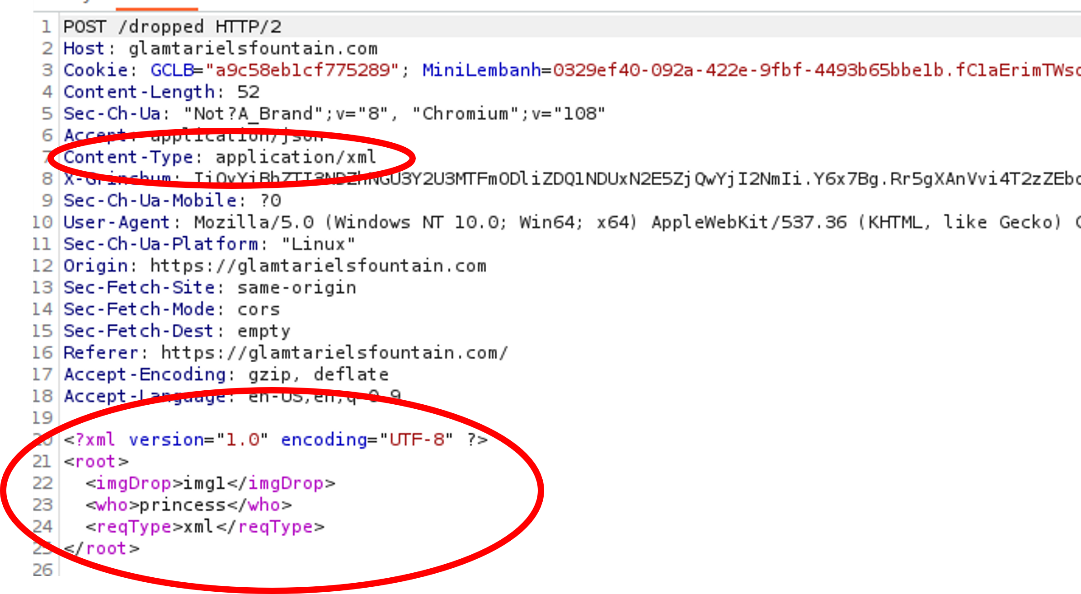 1 POST /dropped HTTP/2
2 Host: glamtarielsfountain.com
3 Cookie: GCLB="a9c58eb1cf775289"; MiniLembanh=0329ef40-092a-422e-9fbf-4493b65bbe1b.fClaErimTWs
4 Content-Length: 52
5 Sec-Ch-Ua: "Not?A_Brand";v="8", "Chromium";v="108"
6 Accept: application/json
7 Content-Type: application/xml
8 X-Grinchum:
9 Sec-Ch-Ua-Mobile: ?0
10 User-Agent: Mozilla/5.0 (Windows NT 10.0; Win64; x64) AppleWebKit/537.36 (KHTML, like Gecko)
11 Sec-Ch-Ua-Platform: "Linux"
12 Origin: https://glamtarielsfountain.com
13 Sec-Fetch-Site: same-origin
14 Sec-Fetch-Mode: cors
15 Sec-Fetch-Dest: empty
16 Referer: https://glamtarielsfountain.com/
17 Accept-Encoding: gzip, deflate
18 Accept-Language: en-US,en;q=0.9
19
20 <?xml version="1.0" encoding="UTF-8" ?>
21 <root>
22 <imgDrop>img1</imgDrop>
23 <who>princess</who>
24 <reqType>xml</reqType>
25 </root>
26